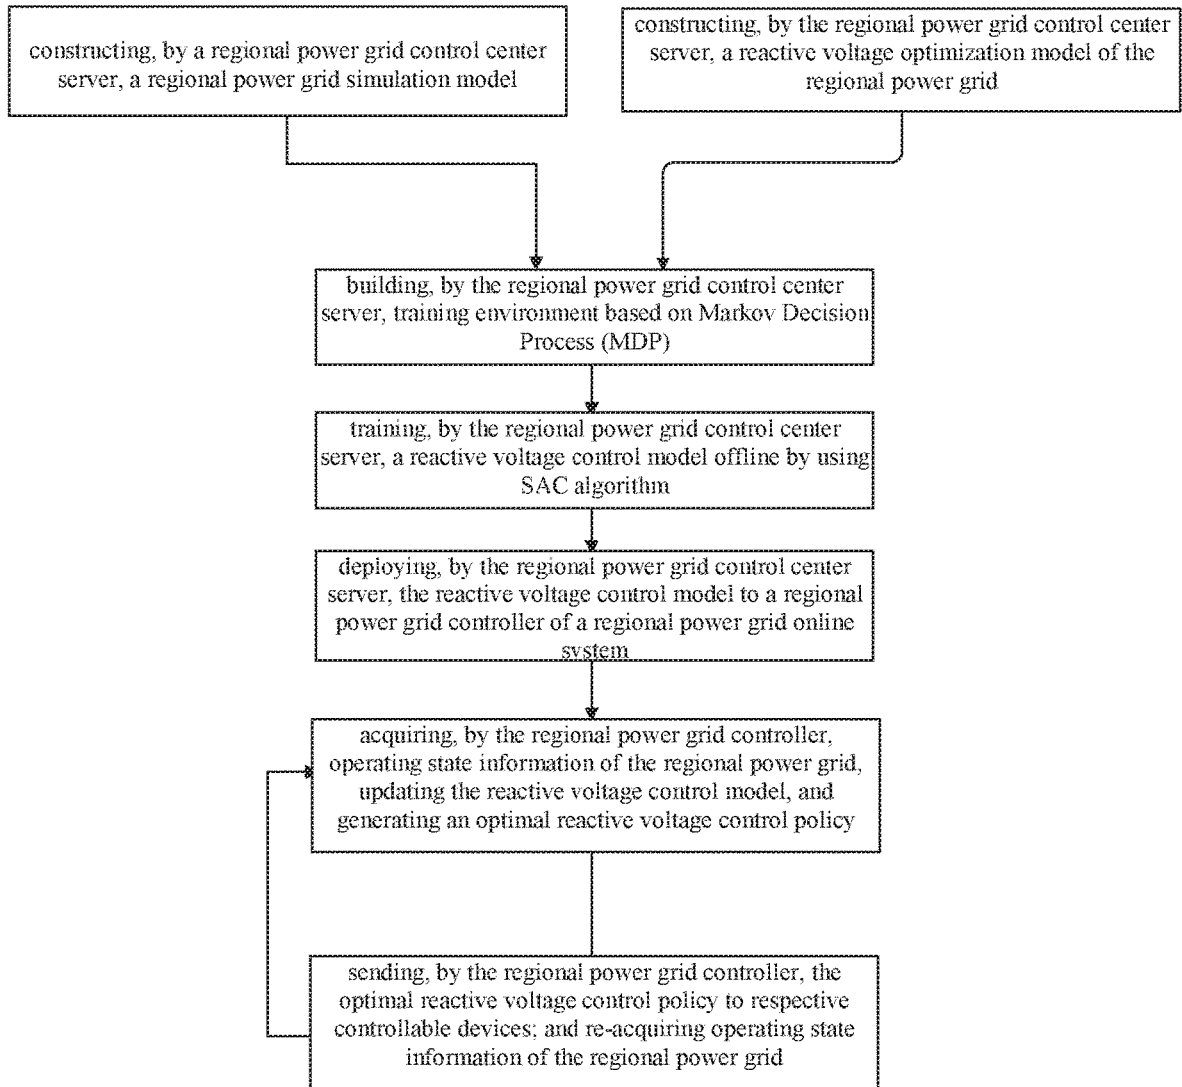 constructing, by a regional power grid control center
server, a regional power grid simulation model
constructing, by the regional power grid control center
server, a reactive voltage optimization model of the
regional power grid
building, by the regional power grid control center
server, training environment based on Markov Decision
Process (MDP)
training, by the regional power grid control center
server, a reactive voltage control model offline by using
SAC algorithm
deploying, by the regional power grid control center
server, the reactive voltage control model to a regional
power grid controller of a regional power grid online
system
acquiring, by the regional power grid controller,
operating state information of the regional power grid,
updating the reactive voltage control model, and
generating an optimal reactive voltage control policy
sending, by the regional power grid controller, the
optimal reactive voltage control policy to respective
controllable devices; and re-acquiring operating state
information of the regional power grid